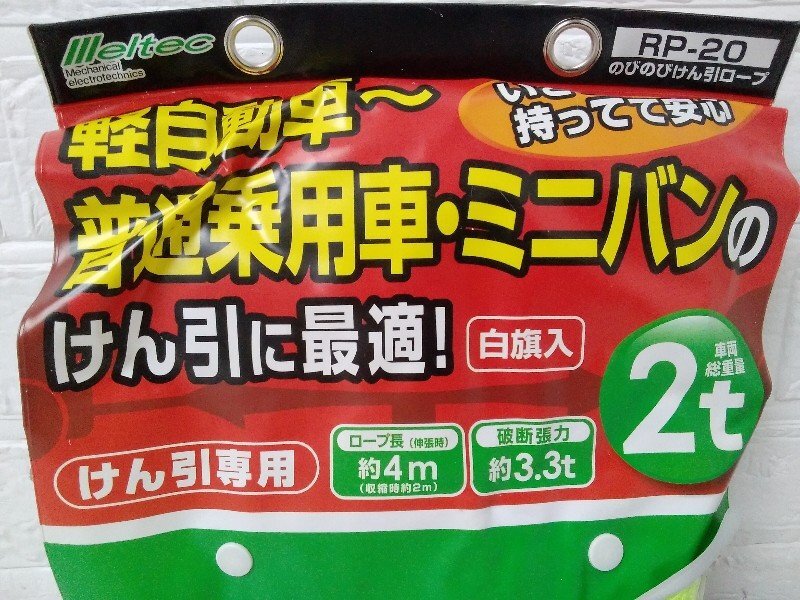 Meltec
Mechanical
electrotechnics
RP-20
のびのびけん引ロープ
持ってて安心
軽自動車～
普通乗用車・ミニバンの
けん引に最適!
白旗入
車両
総重量
2t
けん引専用
ロープ長(伸張時)
約4m
(収縮時約2m)
破断張力
約3.3t